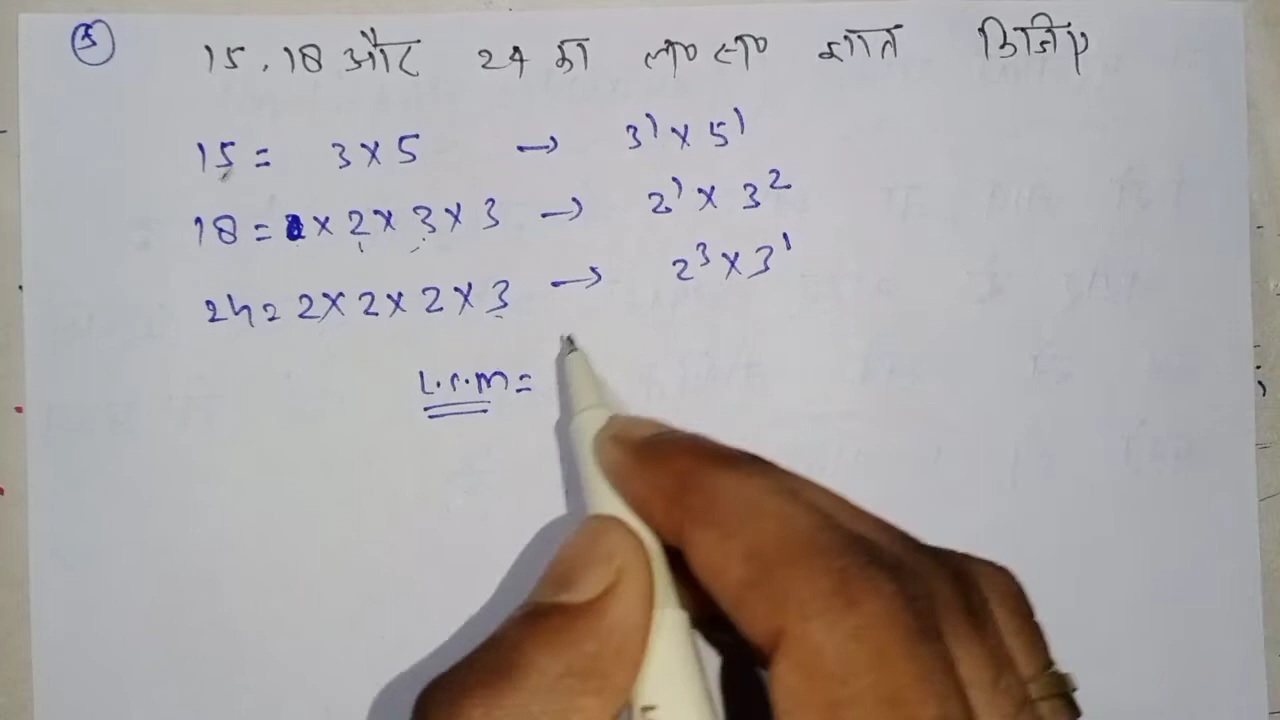 5 15, 18 और 24 का ल० स० ज्ञात किजिए
15 = 3 × 5 → 3¹ × 5¹
18 = × 2 × 3 × 3 → 2¹ × 3²
24 = 2 × 2 × 2 × 3 → 2³ × 3¹
L.C.M =